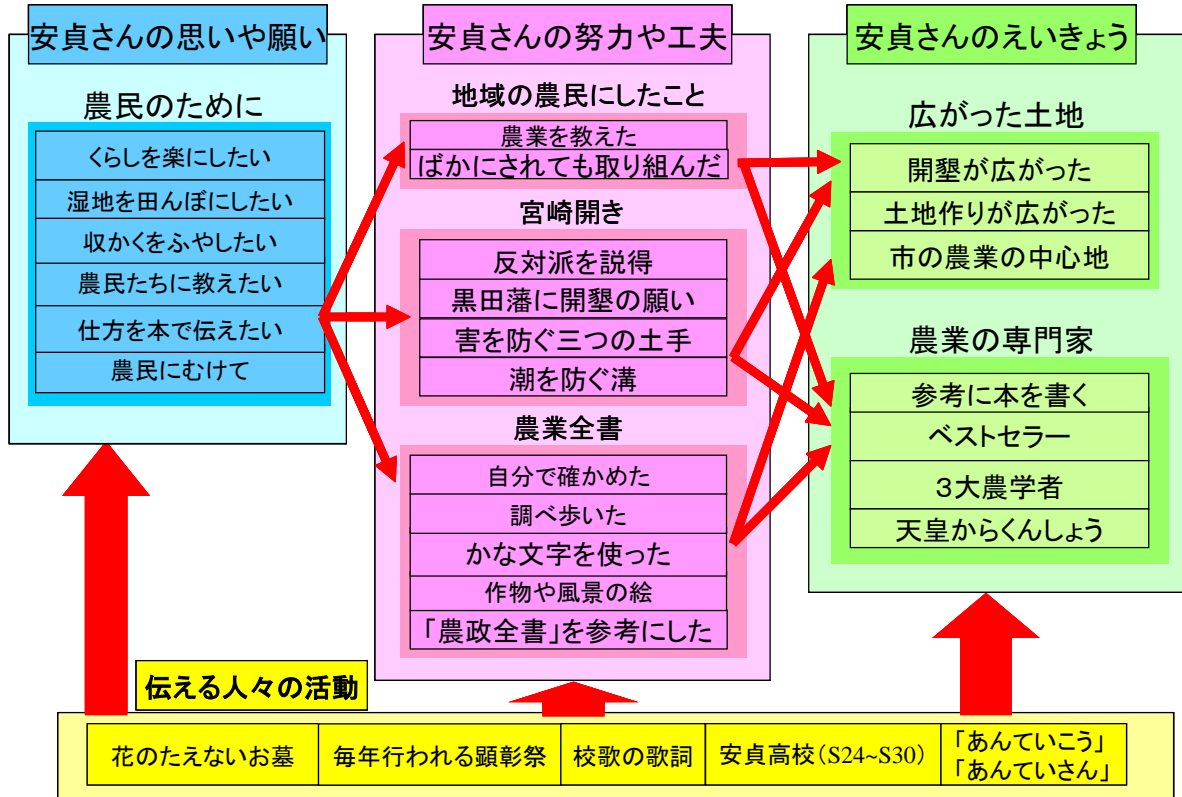 安貞さんの思いや願い
農民のために
くらしを楽にしたい
湿地を田んぼにしたい
収かくをふやしたい
農民たちに教えたい
仕方を本で伝えたい
農民にむけて
安貞さんの努力や工夫
地域の農民にしたこと
農業を教えた
ばかにされても取り組んだ
宮崎開き
反対派を説得
黒田藩に開墾の願い
害を防ぐ三つの土手
潮を防ぐ溝
農業全書
自分で確かめた
調べ歩いた
かな文字を使った
作物や風景の絵
「農政全書」を参考にした
安貞さんのえいきょう
広がった土地
開墾が広がった
土地作りが広がった
市の農業の中心地
農業の専門家
参考に本を書く
ベストセラー
3大農学者
天皇からくんしょう
伝える人々の活動
花のたえないお墓
毎年行われる顕彰祭
校歌の歌詞
安貞高校(S24~S30)
「あんていこう」
「あんていさん」